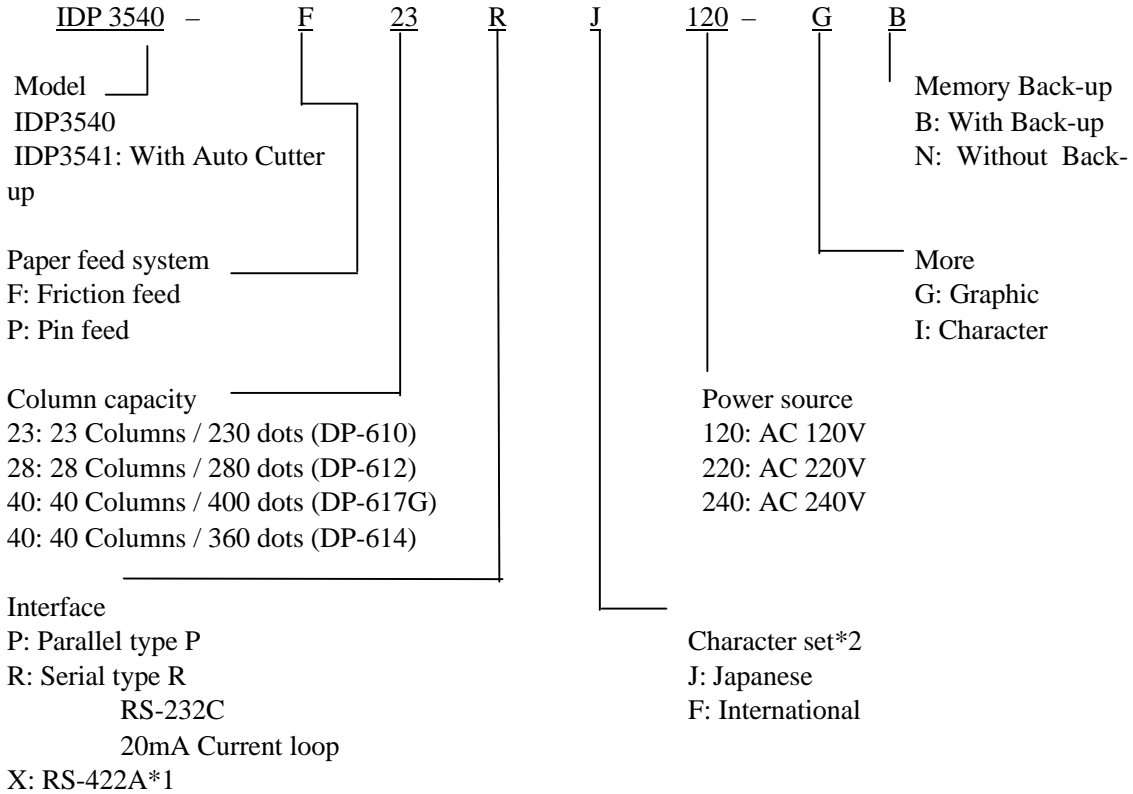 IDP 3540 – F 23 R J 120 – G B
Model
IDP3540
IDP3541: With Auto Cutter
up
Memory Back-up
B: With Back-up
N: Without Back-
Paper feed system
F: Friction feed
P: Pin feed
More
G: Graphic
I: Character
Column capacity
23: 23 Columns / 230 dots (DP-610)
28: 28 Columns / 280 dots (DP-612)
40: 40 Columns / 400 dots (DP-617G)
40: 40 Columns / 360 dots (DP-614)
Power source
120: AC 120V
220: AC 220V
240: AC 240V
Interface
P: Parallel type P
R: Serial type R
RS-232C
20mA Current loop
X: RS-422A*1
Character set*2
J: Japanese
F: International